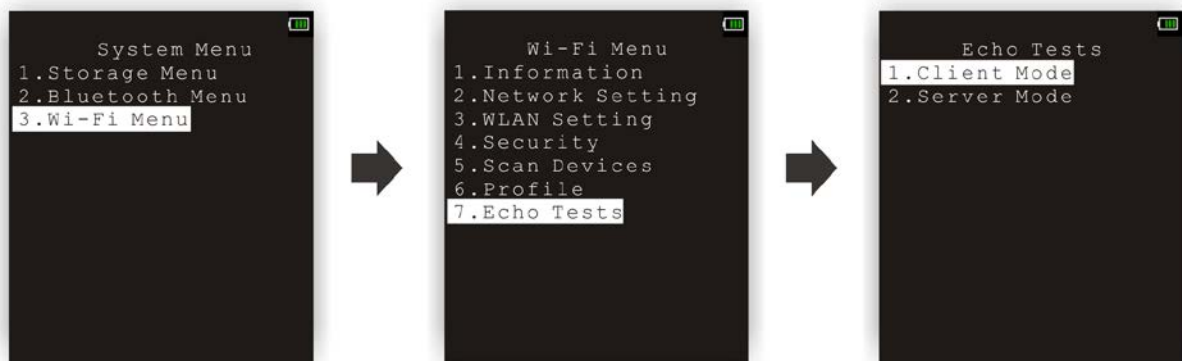 System Menu
1.Storage Menu
2.Bluetooth Menu
3.Wi-Fi Menu
Wi-Fi Menu
1.Information
2.Network Setting
3.WLAN Setting
4.Security
5.Scan Devices
6.Profile
7.Echo Tests
Echo Tests
1.Client Mode
2.Server Mode